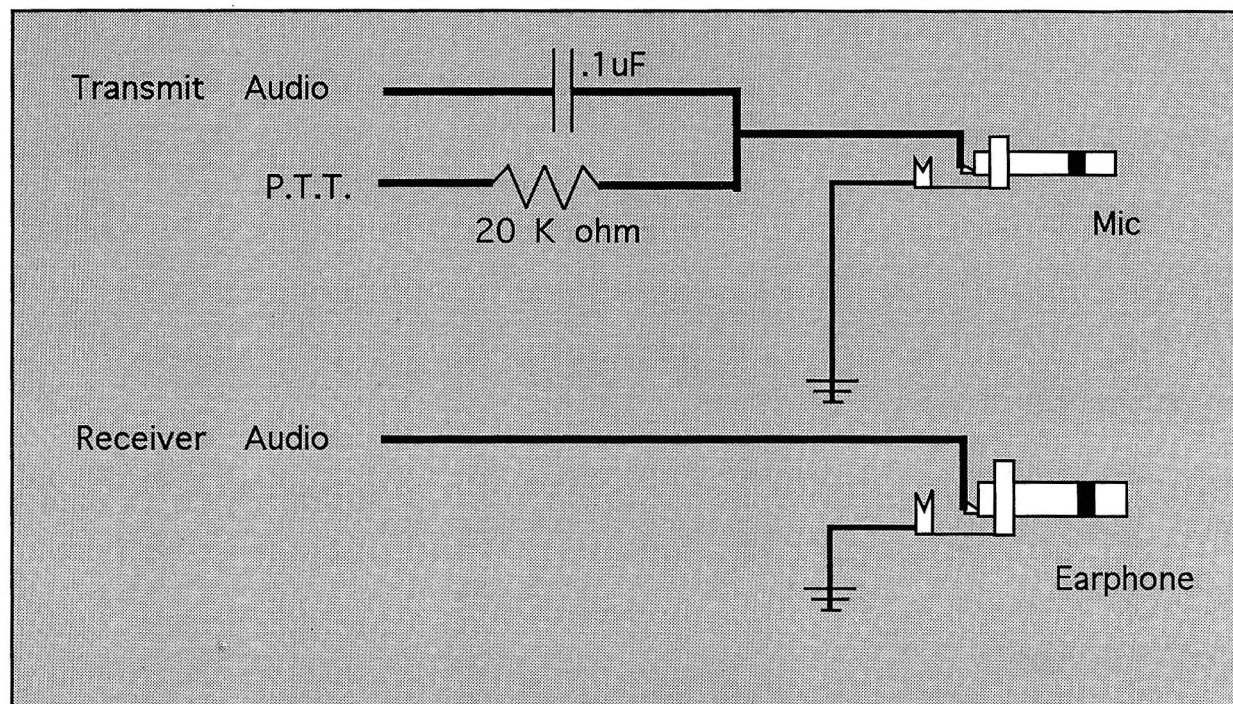 .1uF
Transmit Audio
P.T.T.
20 K ohm
Mic
Receiver Audio
Earphone